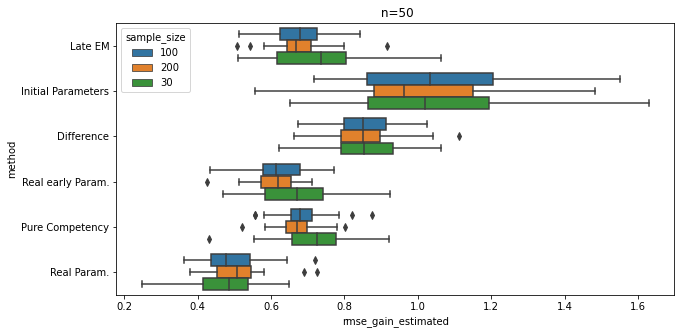 n=50
sample_size
100
200
30
Late EM
Initial Parameters
Difference
Real early Param.
Pure Competency
Real Param.
method
0.2 0.4 0.6 0.8 1.0 1.2 1.4 1.6
rmse_gain_estimated